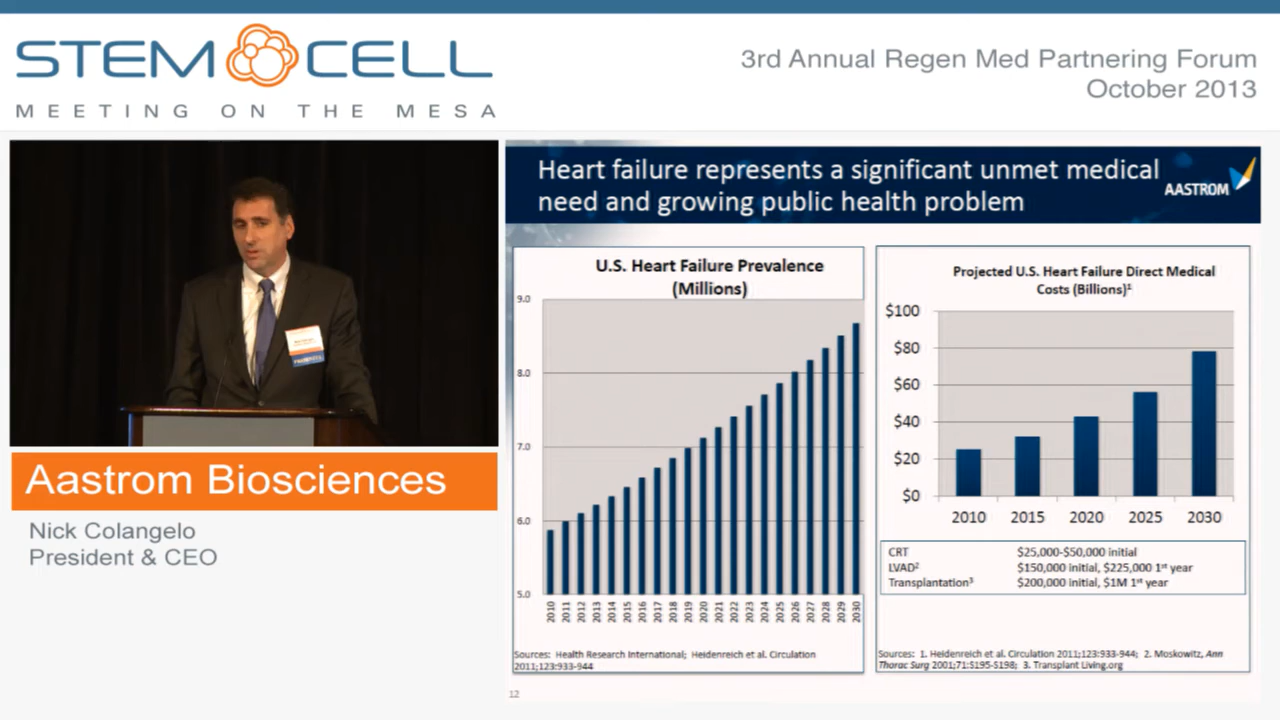 STEM CELL
MEETING ON THE MESA
3rd Annual Regen Med Partnering Forum
October 2013
Aastrom Biosciences
Nick Colangelo
President & CEO
Heart failure represents a significant unmet medical
need and growing public health problem
AASTROM
U.S. Heart Failure Prevalence
(Millions)
9.0
8.0
7.0
6.0
5.0
2010 2011 2012 2013 2014 2015 2016 2017 2018 2019 2020 2021 2022 2023 2024 2025 2026 2027 2028 2029 2030
Sources: Health Research International; Heidenreich et al. Circulation
2011;123:933-944
Projected U.S. Heart Failure Direct Medical
Costs (Billions)¹
$100
$80
$60
$40
$20
$0
2010 2015 2020 2025 2030
CRT $25,000-$50,000 initial
LVAD² $150,000 initial, $225,000 1st year
Transplantation³ $200,000 initial, $1M 1st year
Sources: 1. Heidenreich et al. Circulation 2011;123:933-944; 2. Moskowitz, Ann
Thorac Surg 2001;71:S195-S198; 3. Transplant Living.org
12